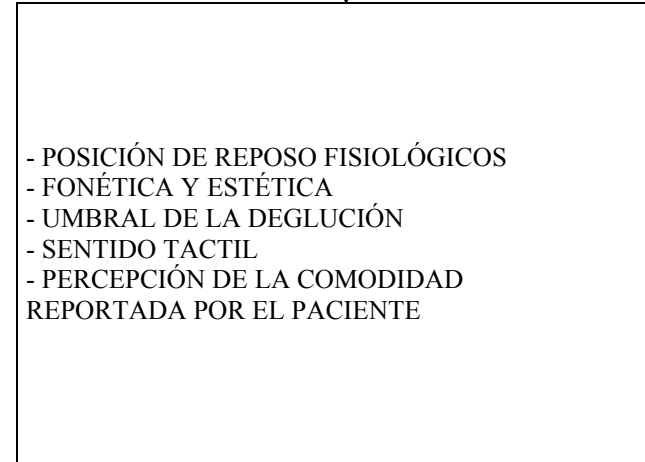 - POSICIÓN DE REPOSO FISIOLÓGICOS
- FONÉTICA Y ESTÉTICA
- UMBRAL DE LA DEGLUCIÓN
- SENTIDO TACTIL
- PERCEPCIÓN DE LA COMODIDAD
REPORTADA POR EL PACIENTE